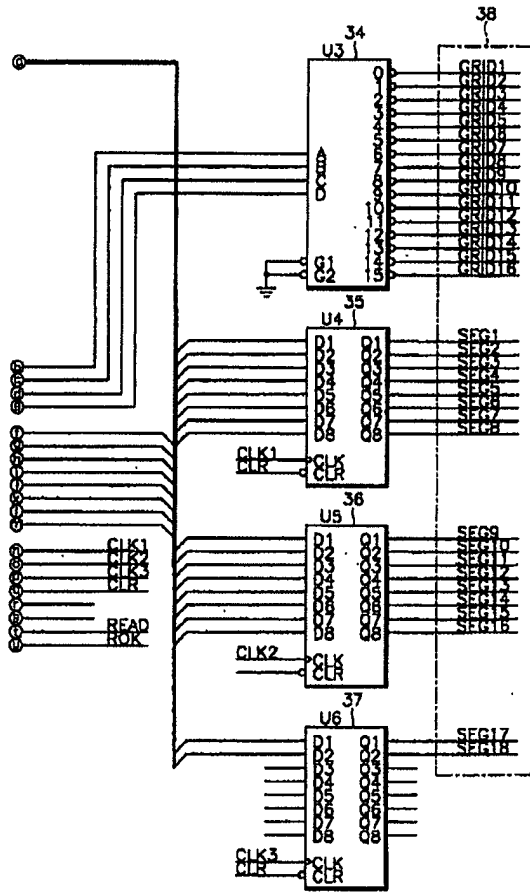 38
34
U3
0 GRID1
1 GRID2
2 GRID3
3 GRID4
4 GRID5
5 GRID6
A 6 GRID7
B 7 GRID8
C 8 GRID9
D 9 GRID10
10 GRID11
11 GRID12
12 GRID13
13 GRID14
G1 14 GRID15
G2 15 GRID16
35
U4
D1 Q1 SEG1
D2 Q2 SEG2
D3 Q3 SEG3
D4 Q4 SEG4
D5 Q5 SEG5
D6 Q6 SEG6
D7 Q7 SEG7
D8 Q8 SEG8
CLK1 CLK
CLR CLR
36
U5
D1 Q1 SEG9
D2 Q2 SEG10
D3 Q3 SEG11
D4 Q4 SEG12
D5 Q5 SEG13
D6 Q6 SEG14
D7 Q7 SEG15
D8 Q8 SEG16
CLK2 CLK
CLR
37
U6
D1 Q1 SEG17
D2 Q2 SEG18
D3 Q3
D4 Q4
D5 Q5
D6 Q6
D7 Q7
D8 Q8
CLK3 CLK
CLR CLR
CLK1
CLK2
CLK3
CLR
READ
ROK